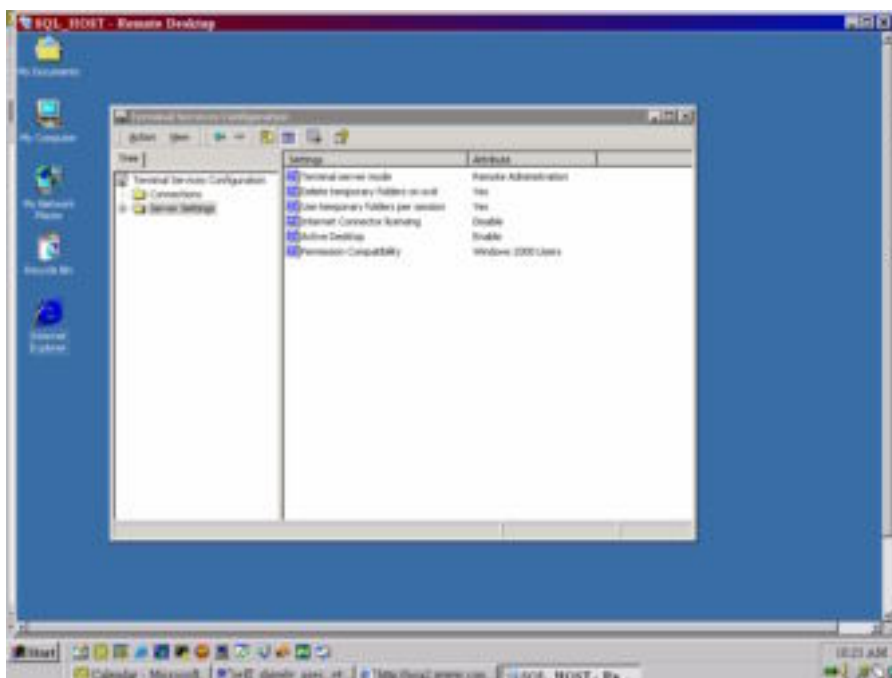 SQL_HOST - Remote Desktop
My Documents
My Computer
My Network Places
Recycle Bin
Internet Explorer
Terminal Services Configuration
Action View
Tree
Terminal Services Configuration
Connections
Server Settings
Setting Attribute
Terminal server mode Remote Administration
Delete temporary folders on exit Yes
Use temporary folders per session Yes
Internet Connector licensing Disable
Active Desktop Enable
Permission Compatibility Windows 2000 Users
Start
Calendar - Microsoft
SQL_HOST - Re...